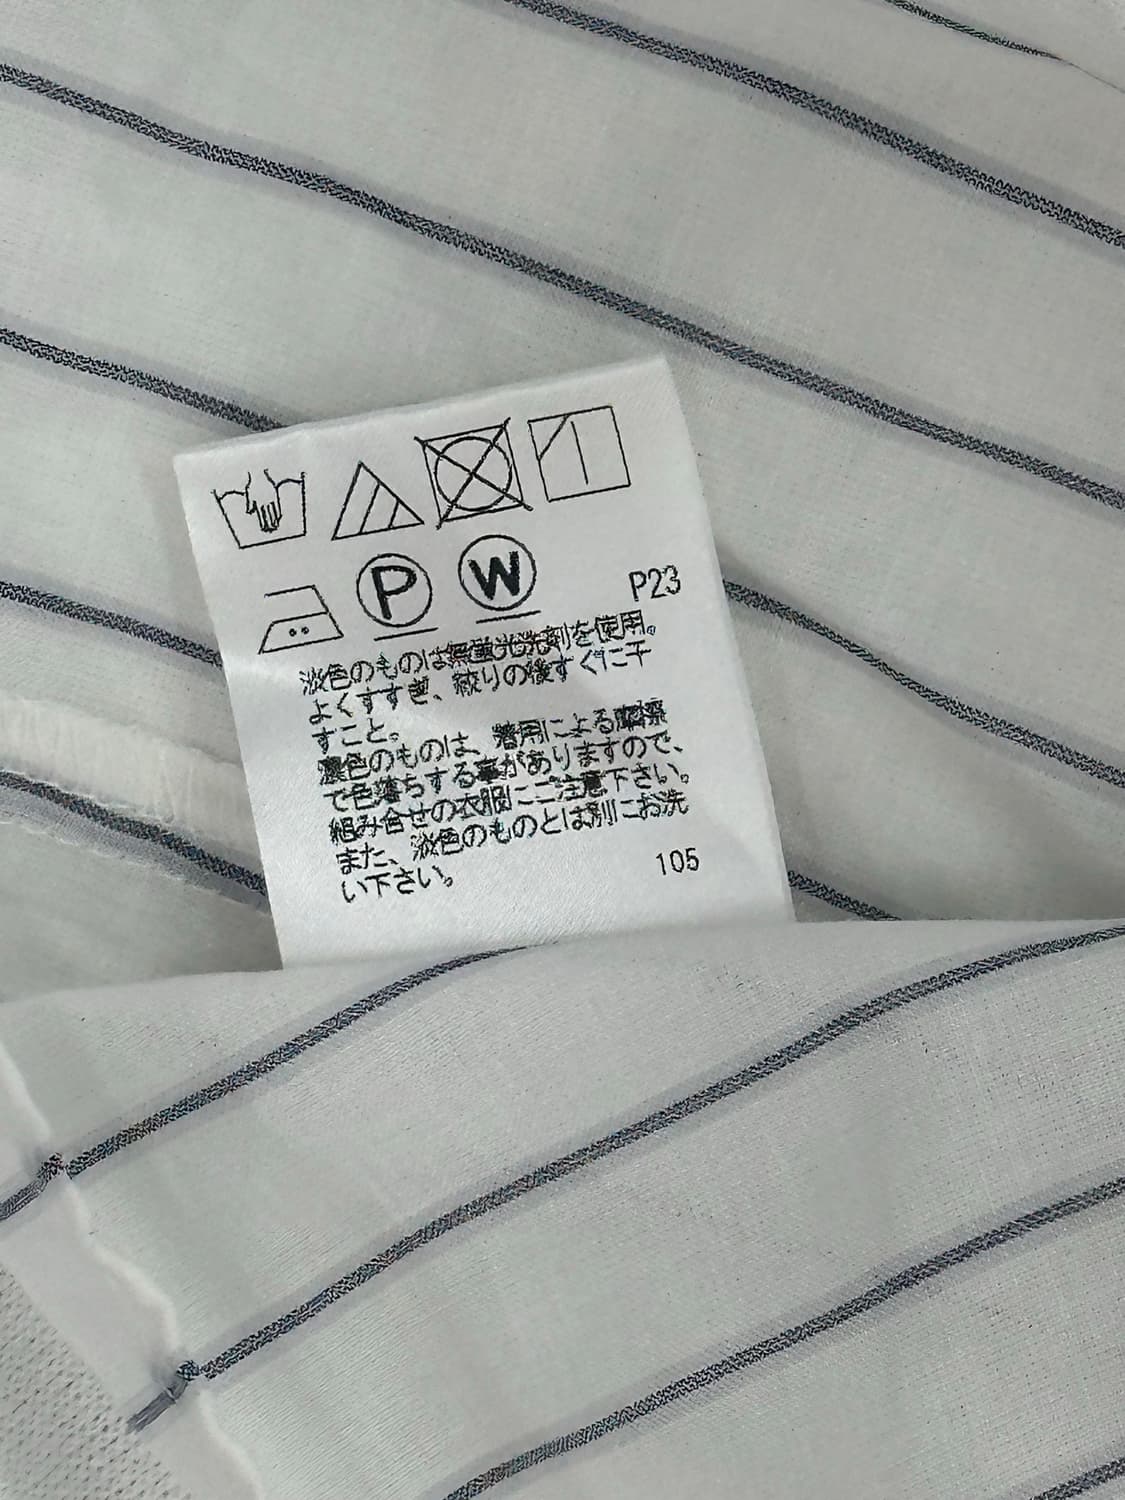 P W
P23
淡色のものは無蛍光洗剤を使用。
よくすすぎ、絞りの後すぐに干
すこと。
濃色のものは、着用による摩擦
で色落ちする事がありますので、
組み合せの衣服にご注意下さい。
また、淡色のものとは別にお洗
い下さい。
105